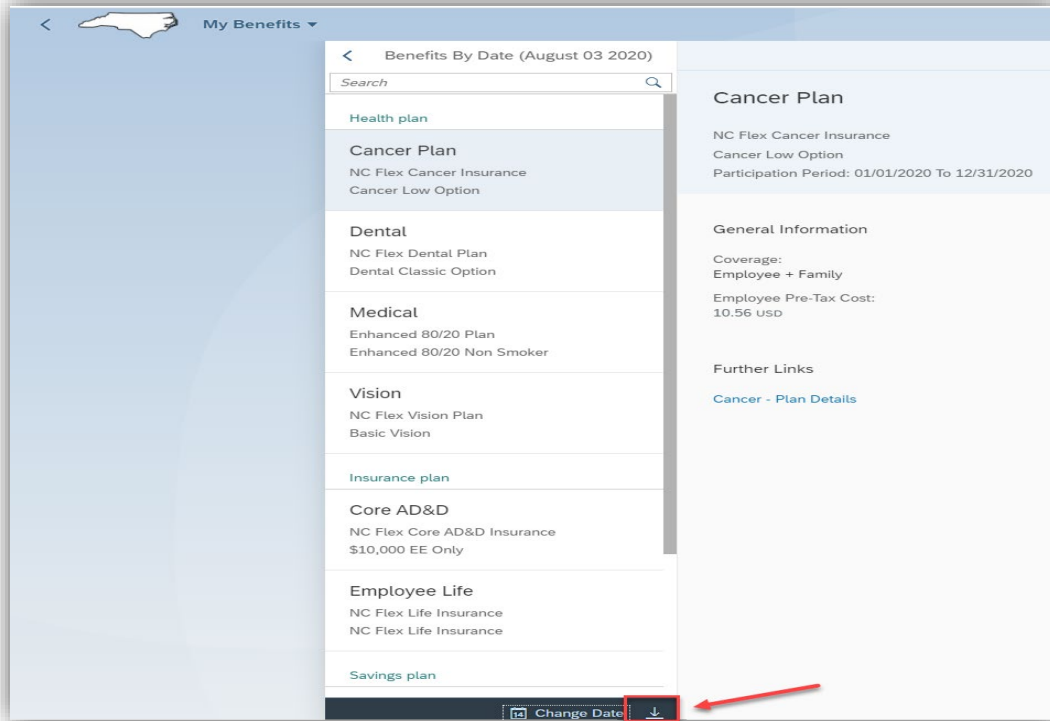 My Benefits
Benefits By Date (August 03 2020)
Search
Health plan
Cancer Plan
NC Flex Cancer Insurance
Cancer Low Option
Dental
NC Flex Dental Plan
Dental Classic Option
Medical
Enhanced 80/20 Plan
Enhanced 80/20 Non Smoker
Vision
NC Flex Vision Plan
Basic Vision
Insurance plan
Core AD&D
NC Flex Core AD&D Insurance
$10,000 EE Only
Employee Life
NC Flex Life Insurance
NC Flex Life Insurance
Savings plan
14 Change Date
Cancer Plan
NC Flex Cancer Insurance
Cancer Low Option
Participation Period: 01/01/2020 To 12/31/2020
General Information
Coverage:
Employee + Family
Employee Pre-Tax Cost:
10.56 USD
Further Links
Cancer - Plan Details